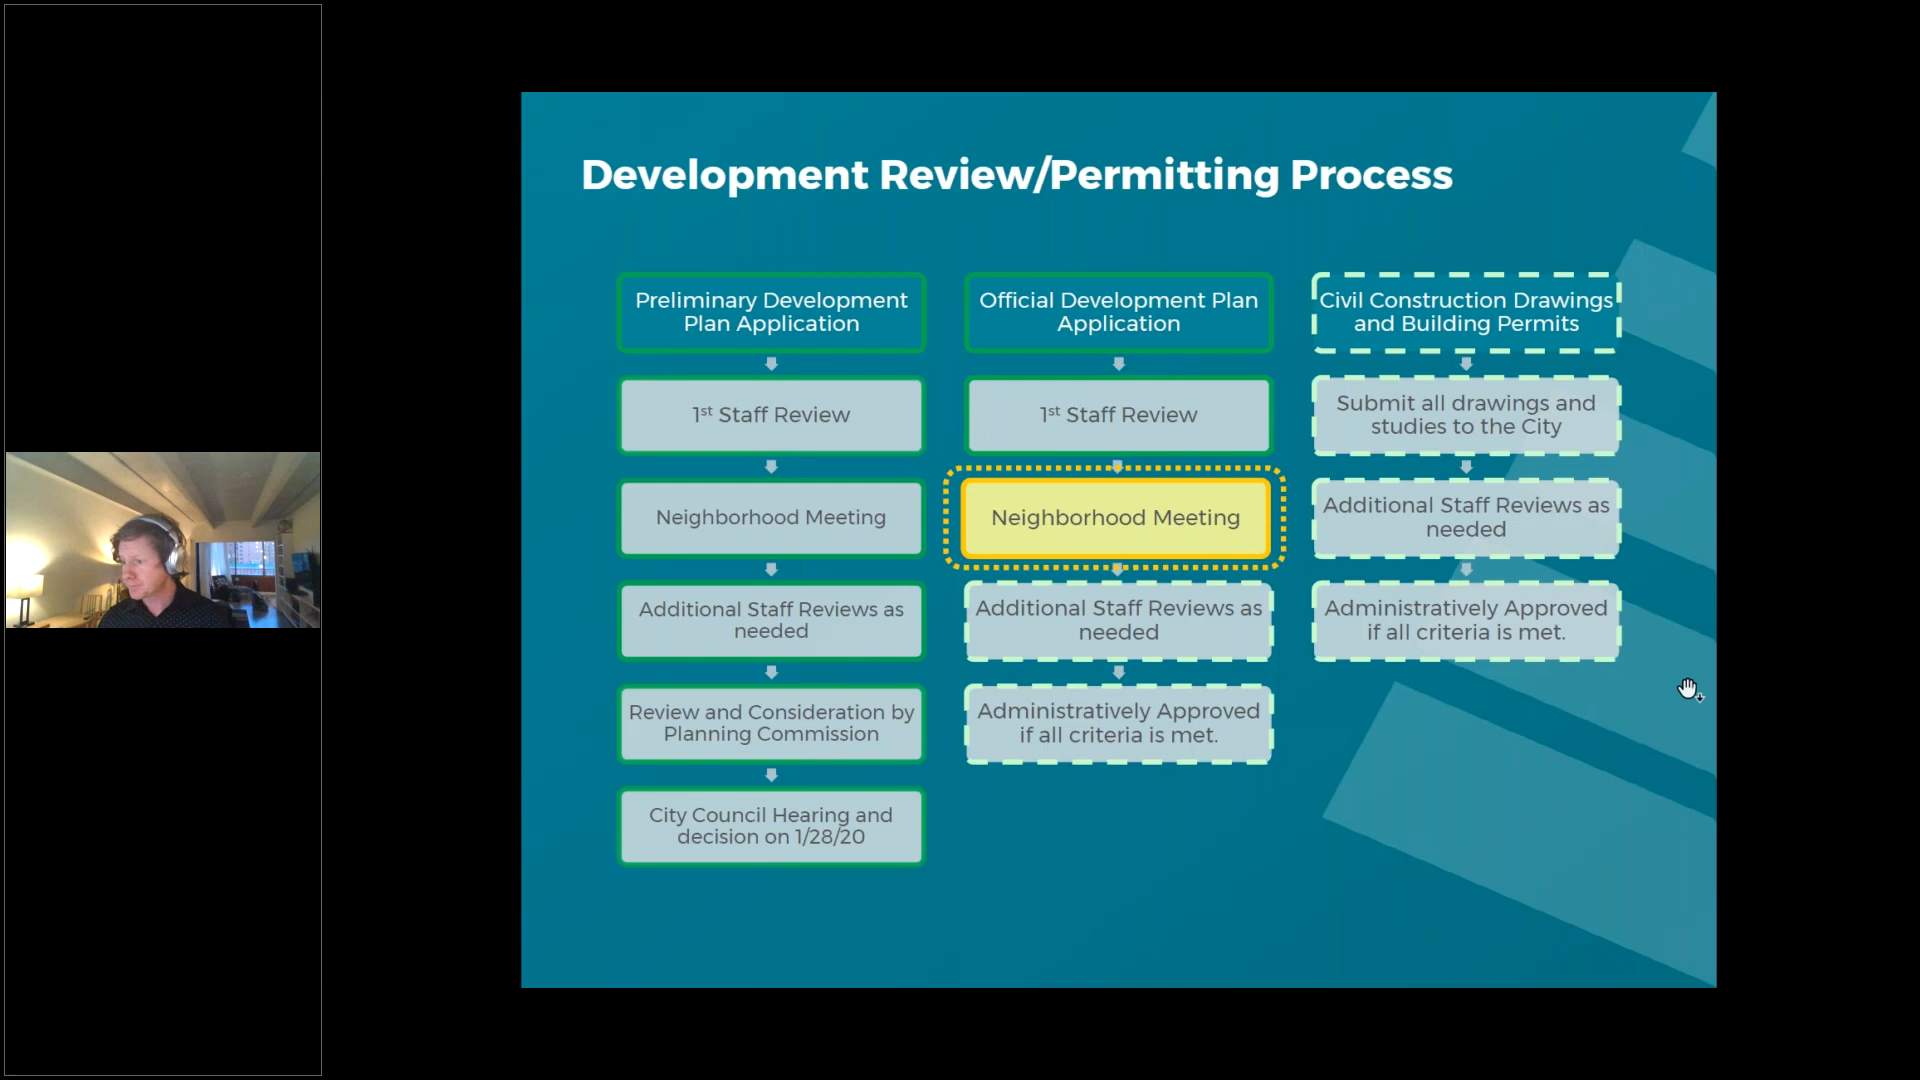 Development Review/Permitting Process
Preliminary Development
Plan Application
1st Staff Review
Neighborhood Meeting
Additional Staff Reviews as
needed
Review and Consideration by
Planning Commission
City Council Hearing and
decision on 1/28/20
Official Development Plan
Application
1st Staff Review
Neighborhood Meeting
Additional Staff Reviews as
needed
Administratively Approved
if all criteria is met.
Civil Construction Drawings
and Building Permits
Submit all drawings and
studies to the City
Additional Staff Reviews as
needed
Administratively Approved
if all criteria is met.